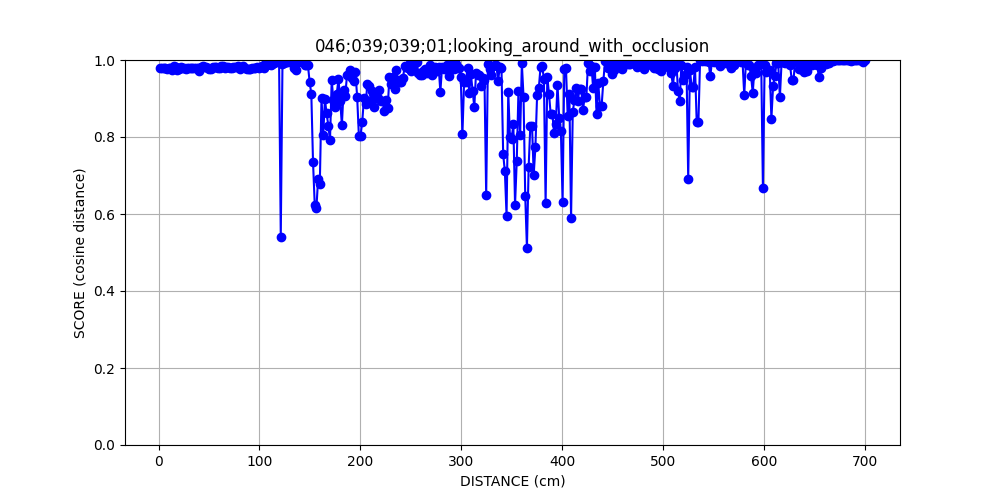 046;039;039;01;looking_around_with_occlusion
1.0
0.8
0.6
0.4
0.2
0.0
SCORE (cosine distance)
0 100 200 300 400 500 600 700
DISTANCE (cm)